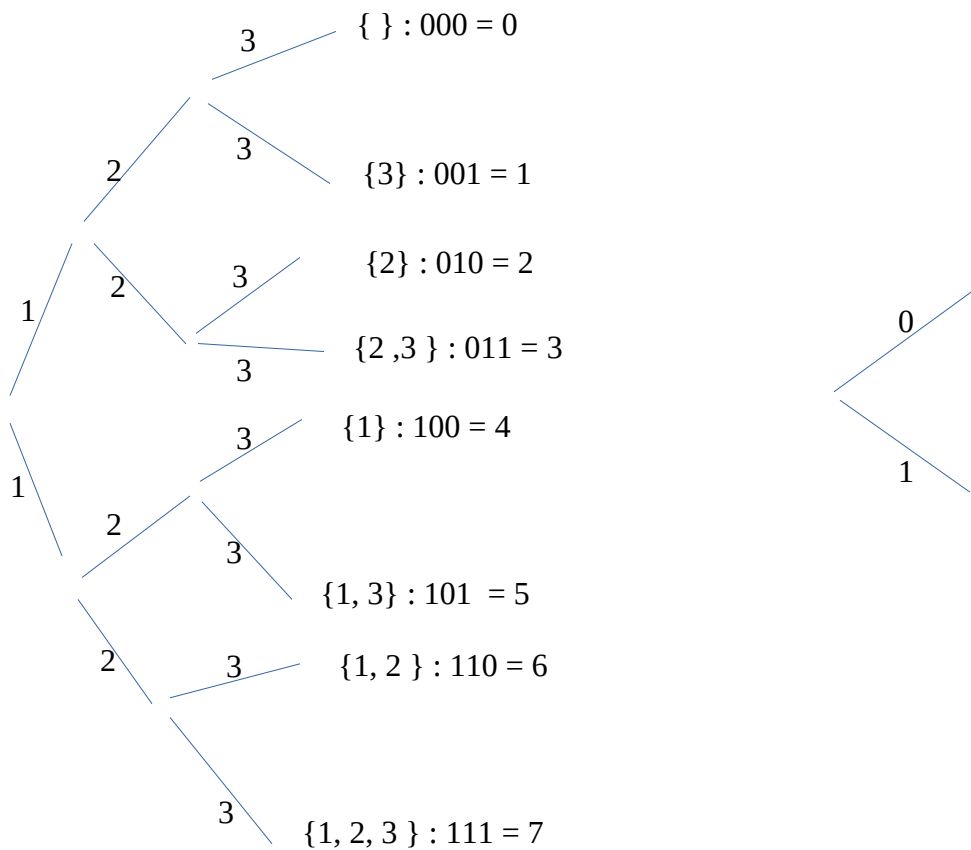 3
{ } : 000 = 0
3
2
{3} : 001 = 1
{2} : 010 = 2
3
2
1
0
{2 ,3 } : 011 = 3
3
{1} : 100 = 4
3
1
1
2
3
{1, 3} : 101 = 5
2
3
{1, 2 } : 110 = 6
3
{1, 2, 3 } : 111 = 7